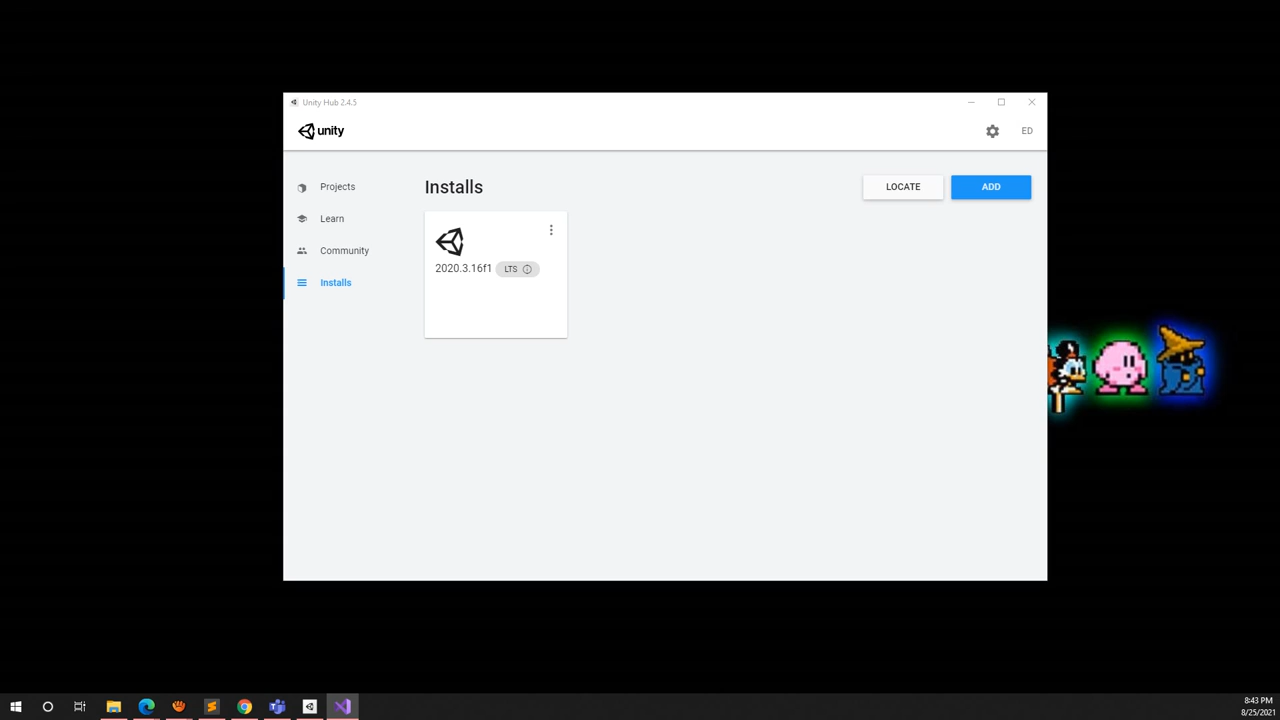 Unity Hub 2.4.5
unity
ED
Projects
Learn
Community
Installs
Installs
LOCATE
ADD
2020.3.16f1
LTS
8:43 PM
8/25/2021